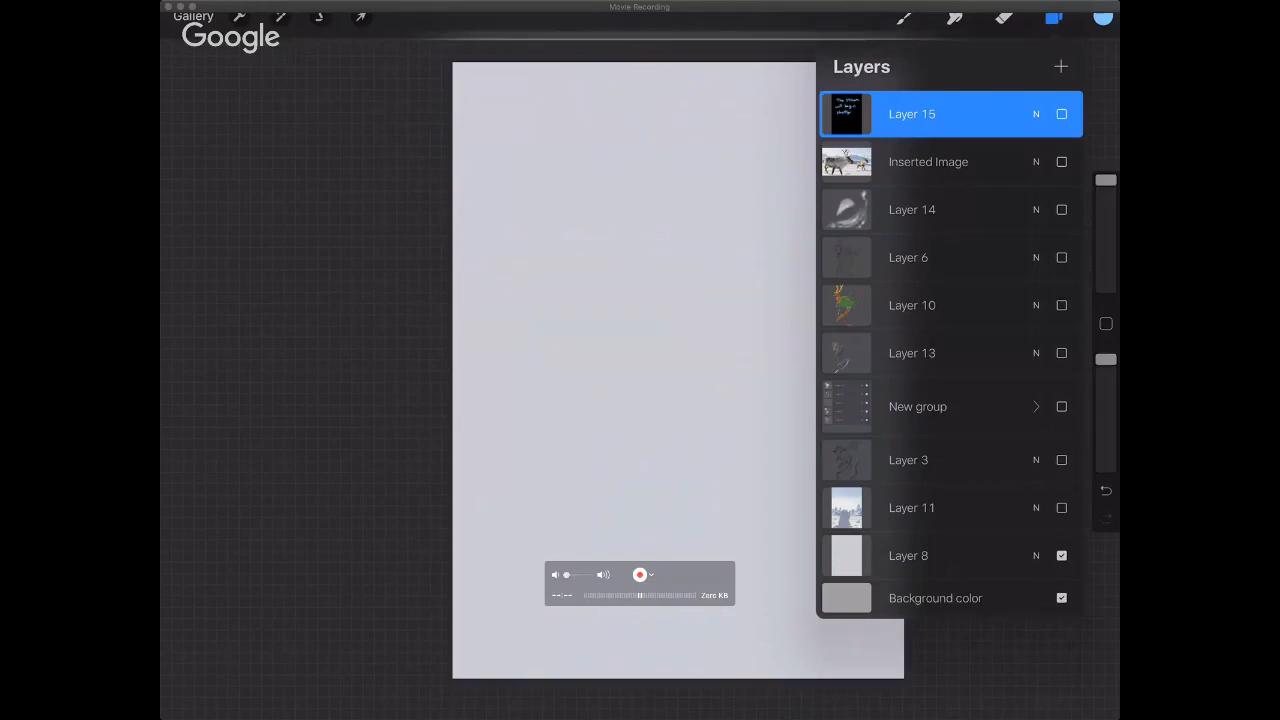 Movie Recording
Gallery
Google
Layers
Layer 15 N
Inserted Image N
Layer 14 N
Layer 6 N
Layer 10 N
Layer 13 N
New group
Layer 3 N
Layer 11 N
Layer 8 N
Background color
--:-- Zero KB